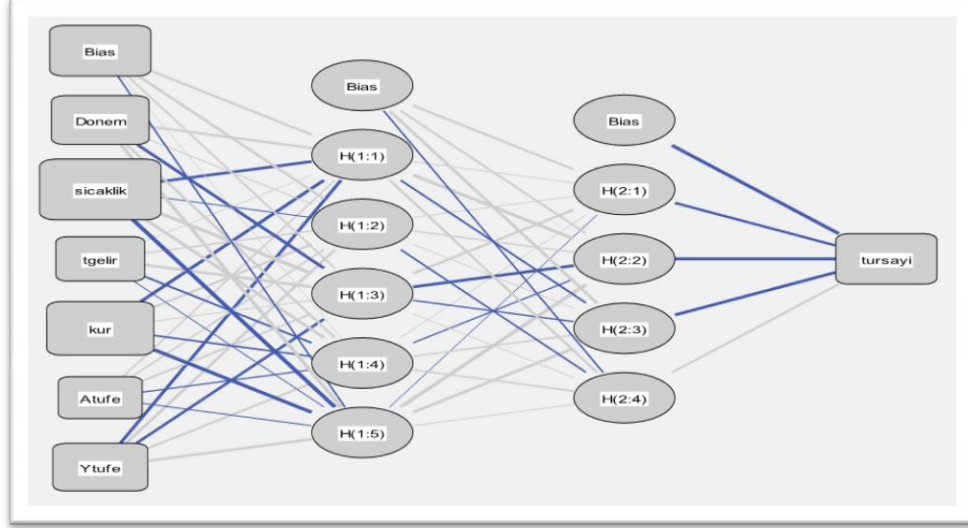 Bias
Donem
sicaklik
tgelir
kur
Atufe
Ytufe
Bias
H(1:1)
H(1:2)
H(1:3)
H(1:4)
H(1:5)
Bias
H(2:1)
H(2:2)
H(2:3)
H(2:4)
tursayi